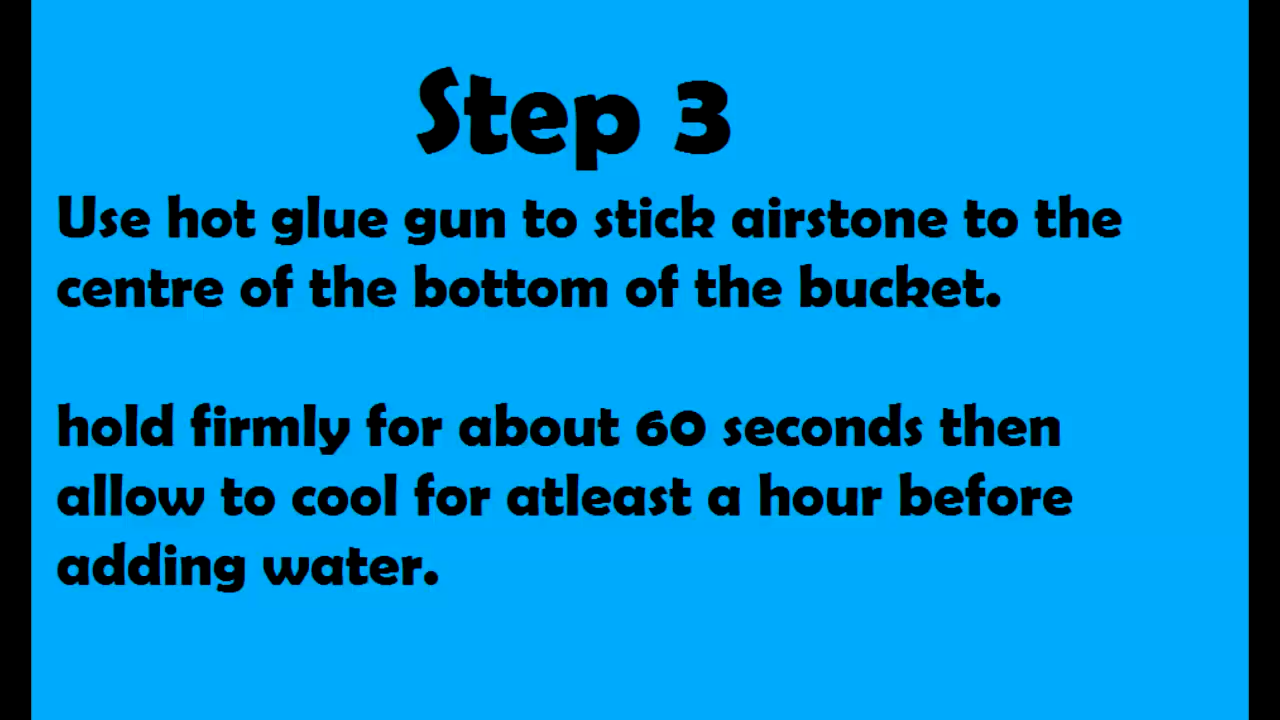 Step 3
Use hot glue gun to stick airstone to the
centre of the bottom of the bucket.
hold firmly for about 60 seconds then
allow to cool for atleast a hour before
adding water.